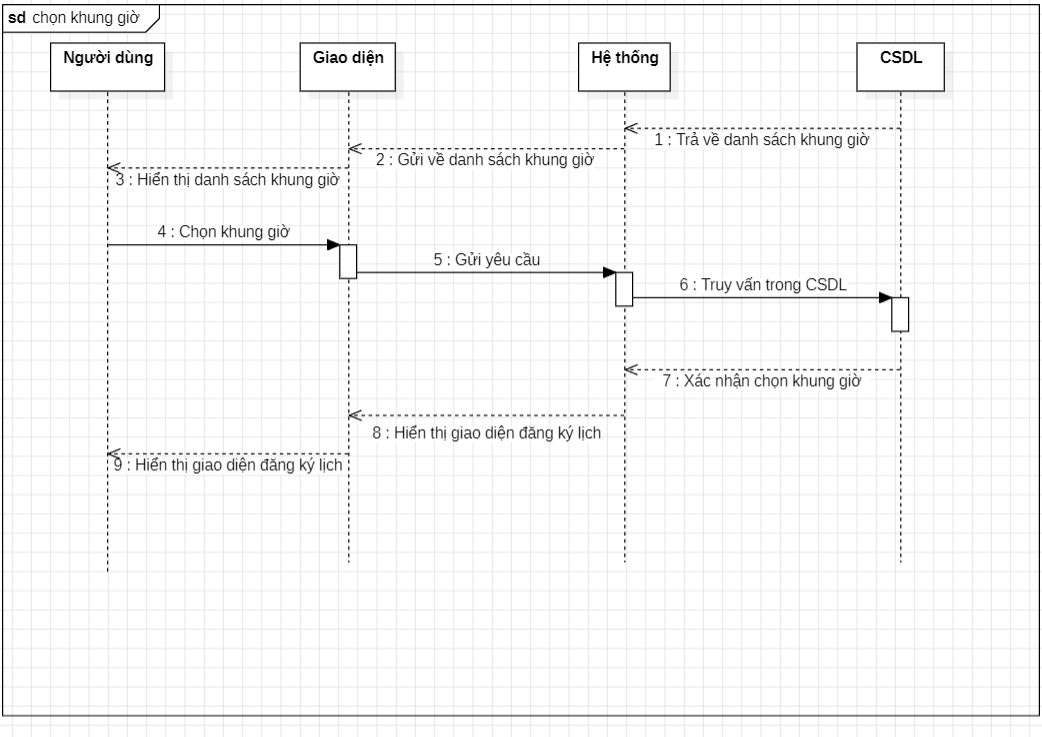 sd chọn khung giờ
Người dùng
Giao diện
Hệ thống
CSDL
1 : Trả về danh sách khung giờ
2 : Gửi về danh sách khung giờ
3 : Hiển thị danh sách khung giờ
4 : Chọn khung giờ
5 : Gửi yêu cầu
6 : Truy vấn trong CSDL
7 : Xác nhận chọn khung giờ
8 : Hiển thị giao diện đăng ký lịch
9 : Hiển thị giao diện đăng ký lịch